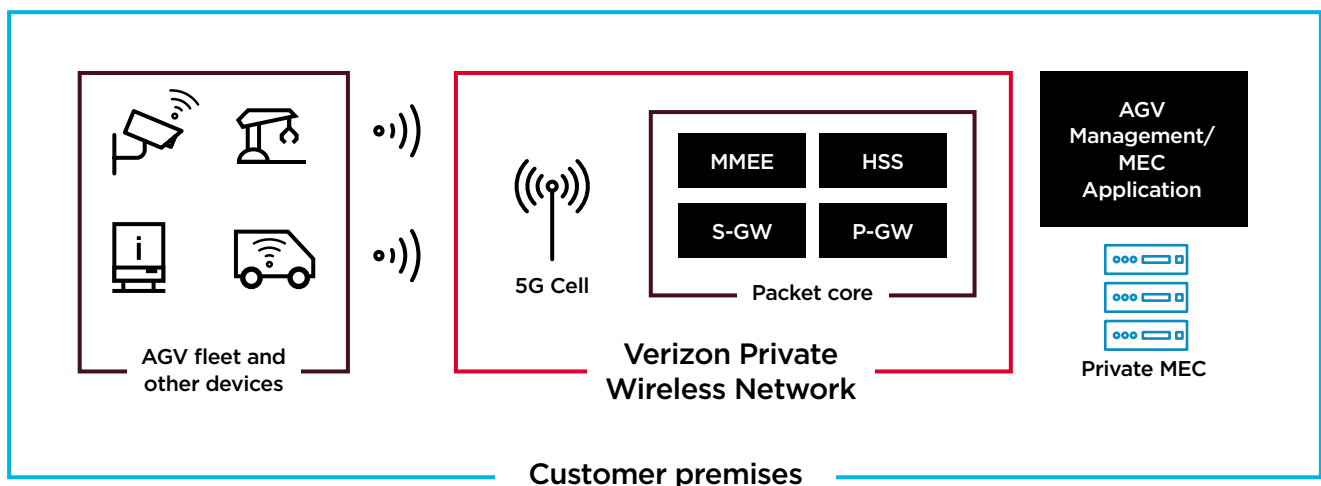 i
AGV fleet and
other devices
5G Cell
MMEE
HSS
S-GW
P-GW
Packet core
Verizon Private
Wireless Network
AGV
Management/
MEC
Application
Private MEC
Customer premises